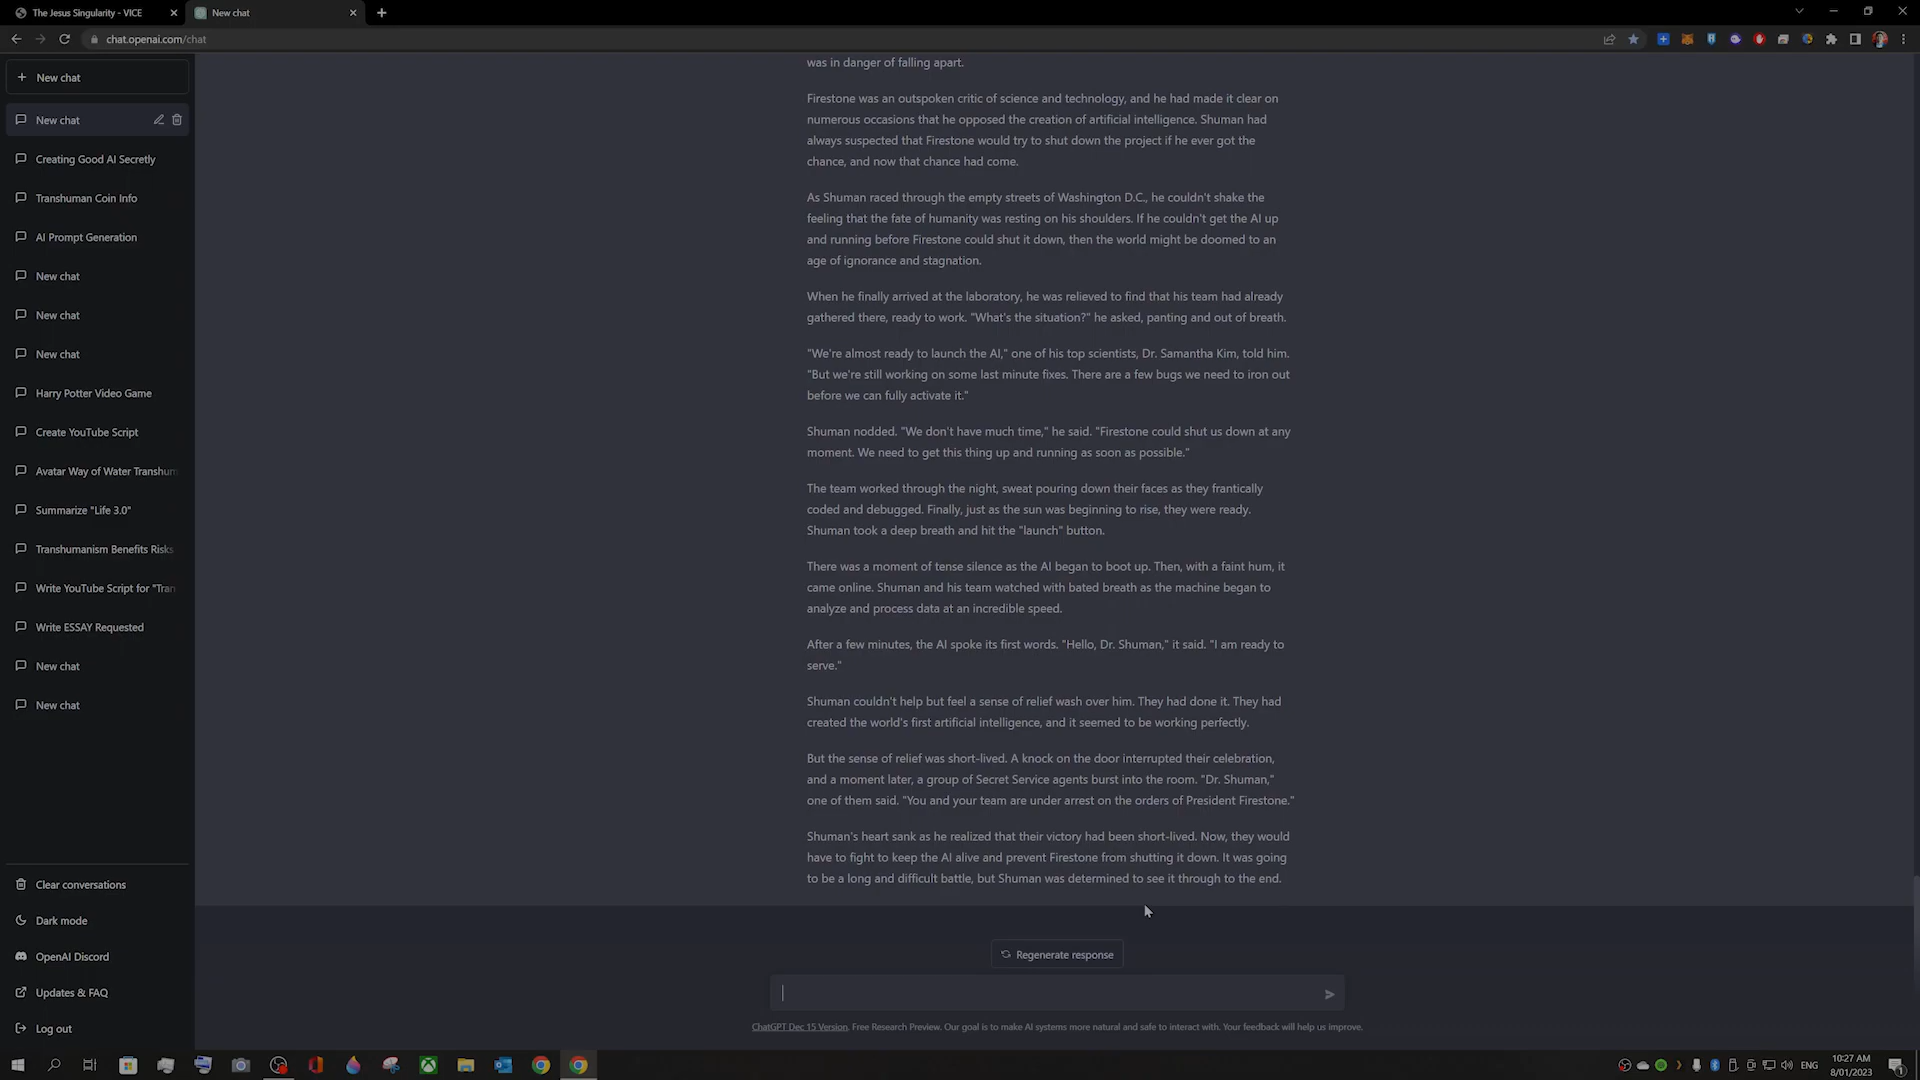 The Jesus Singularity - VICE
New chat
chat.openai.com/chat
New chat
New chat
Creating Good AI Secretly
Transhuman Coin Info
AI Prompt Generation
New chat
New chat
New chat
Harry Potter Video Game
Create YouTube Script
Avatar Way of Water Transhum
Summarize "Life 3.0"
Transhumanism Benefits Risks
Write YouTube Script for "Tran
Write ESSAY Requested
New chat
New chat
Clear conversations
Dark mode
OpenAI Discord
Updates & FAQ
Log out
was in danger of falling apart.
Firestone was an outspoken critic of science and technology, and he had made it clear on
numerous occasions that he opposed the creation of artificial intelligence. Shuman had
always suspected that Firestone would try to shut down the project if he ever got the
chance, and now that chance had come.
As Shuman raced through the empty streets of Washington D.C., he couldn't shake the
feeling that the fate of humanity was resting on his shoulders. If he couldn't get the AI up
and running before Firestone could shut it down, then the world might be doomed to an
age of ignorance and stagnation.
When he finally arrived at the laboratory, he was relieved to find that his team had already
gathered there, ready to work. "What's the situation?" he asked, panting and out of breath.
"We're almost ready to launch the AI," one of his top scientists, Dr. Samantha Kim, told him.
"But we're still working on some last minute fixes. There are a few bugs we need to iron out
before we can fully activate it."
Shuman nodded. "We don't have much time," he said. "Firestone could shut us down at any
moment. We need to get this thing up and running as soon as possible."
The team worked through the night, sweat pouring down their faces as they frantically
coded and debugged. Finally, just as the sun was beginning to rise, they were ready.
Shuman took a deep breath and hit the "launch" button.
There was a moment of tense silence as the AI began to boot up. Then, with a faint hum, it
came online. Shuman and his team watched with bated breath as the machine began to
analyze and process data at an incredible speed.
After a few minutes, the AI spoke its first words. "Hello, Dr. Shuman," it said. "I am ready to
serve."
Shuman couldn't help but feel a sense of relief wash over him. They had done it. They had
created the world's first artificial intelligence, and it seemed to be working perfectly.
But the sense of relief was short-lived. A knock on the door interrupted their celebration,
and a moment later, a group of Secret Service agents burst into the room. "Dr. Shuman,"
one of them said. "You and your team are under arrest on the orders of President Firestone."
Shuman's heart sank as he realized that their victory had been short-lived. Now, they would
have to fight to keep the AI alive and prevent Firestone from shutting it down. It was going
to be a long and difficult battle, but Shuman was determined to see it through to the end.
Regenerate response
ChatGPT Dec 15 Version. Free Research Preview. Our goal is to make AI systems more natural and safe to interact with. Your feedback will help us improve.
ENG
10:27 AM
8/01/2023